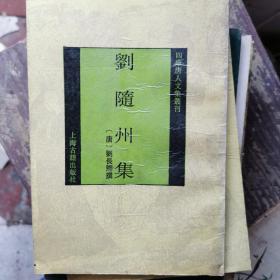 四庫唐人文集叢刊
劉隨州集
〔唐〕劉長卿撰
上海古籍出版社